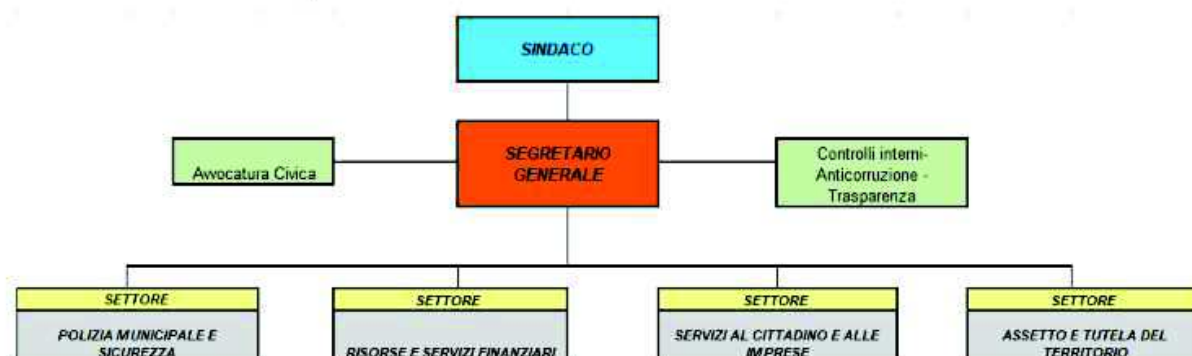 SINDACO
SEGRETARIO
GENERALE
Avvocatura Civica
Controlli interni-
Anticorruzione -
Trasparenza
SETTORE
POLIZIA MUNICIPALE E
SICUREZZA
SETTORE
RISORSE E SERVIZI FINANZIARI
SETTORE
SERVIZI AL CITTADINO E ALLE
IMPRESE
SETTORE
ASSETTO E TUTELA DEL
TERRITORIO